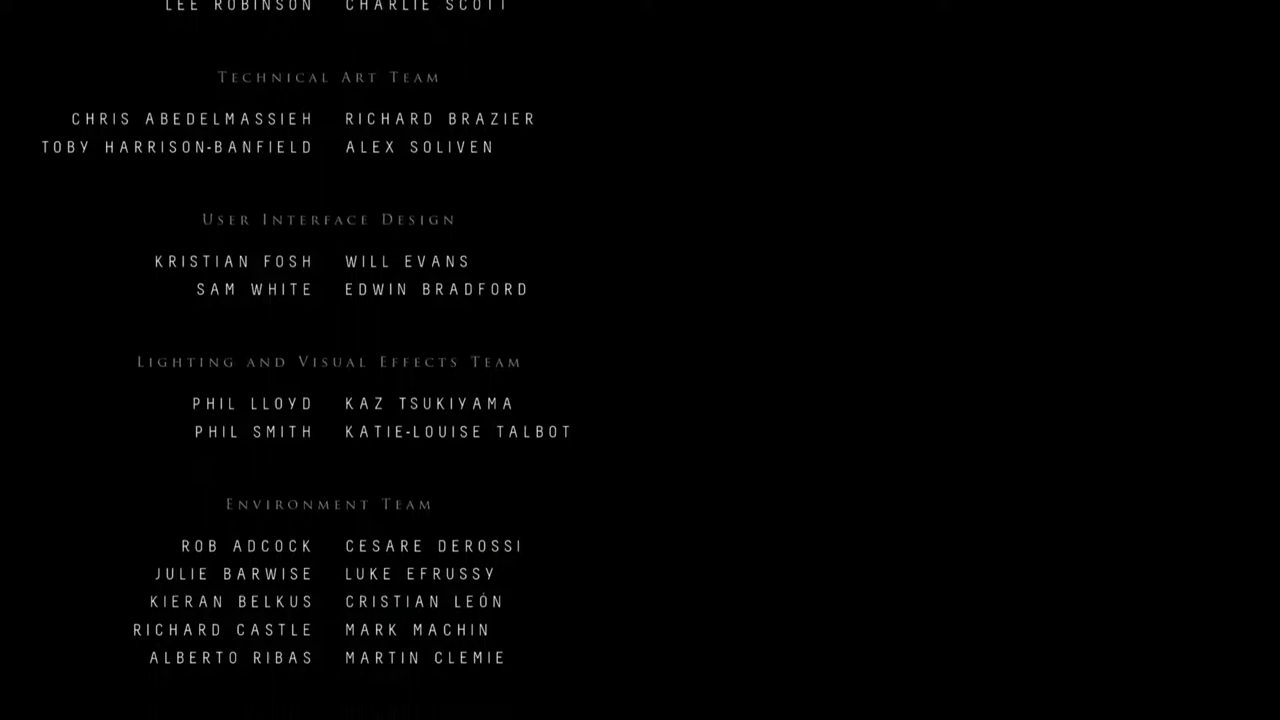 LEE ROBINSON CHARLIE SCOTT
TECHNICAL ART TEAM
CHRIS ABEDELMASSIEH RICHARD BRAZIER
TOBY HARRISON-BANFIELD ALEX SOLIVEN
USER INTERFACE DESIGN
KRISTIAN FOSH WILL EVANS
SAM WHITE EDWIN BRADFORD
LIGHTING AND VISUAL EFFECTS TEAM
PHIL LLOYD KAZ TSUKIYAMA
PHIL SMITH KATIE-LOUISE TALBOT
ENVIRONMENT TEAM
ROB ADCOCK CESARE DEROSSI
JULIE BARWISE LUKE EFRUSSY
KIERAN BELKUS CRISTIAN LEÓN
RICHARD CASTLE MARK MACHIN
ALBERTO RIBAS MARTIN CLEMIE